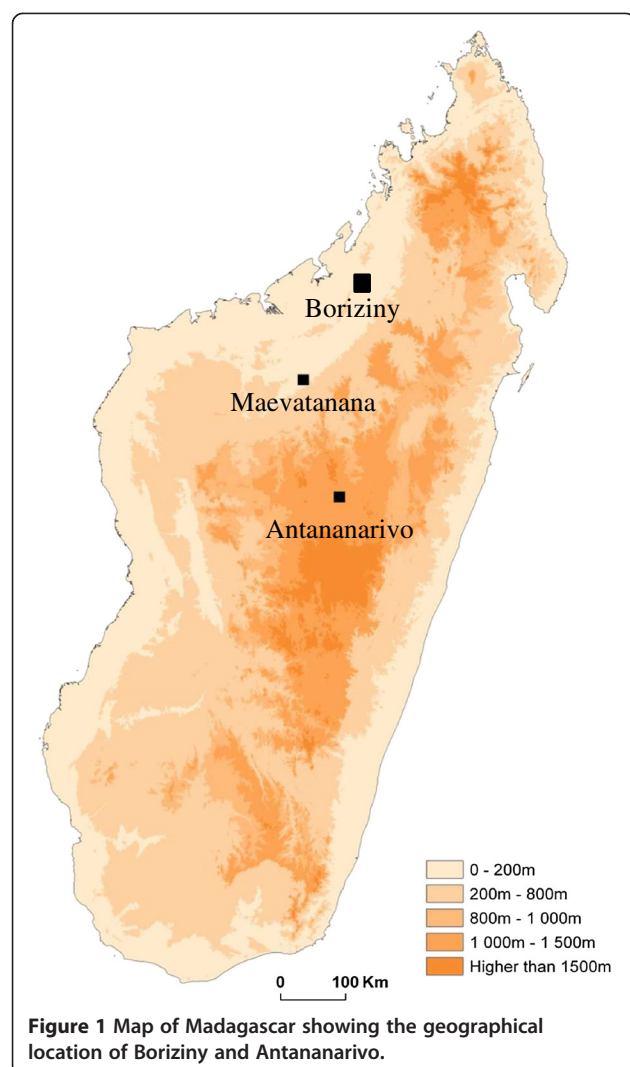 Boriziny
Maevatanana
Antananarivo
0 - 200m
200m - 800m
800m - 1 000m
1 000m - 1 500m
Higher than 1500m
0 100 Km
Figure 1 Map of Madagascar showing the geographical
location of Boriziny and Antananarivo.